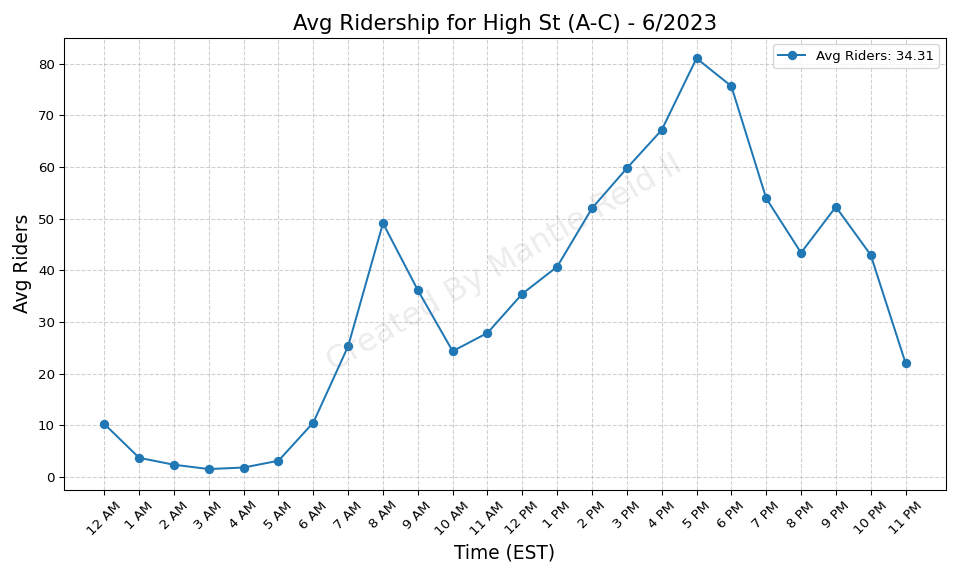 Avg Ridership for High St (A-C) - 6/2023
Avg Riders: 34.31
80
70
60
50
40
30
20
10
0
Avg Riders
Created By Mantle Reid II
12 AM 1 AM 2 AM 3 AM 4 AM 5 AM 6 AM 7 AM 8 AM 9 AM 10 AM 11 AM 12 PM 1 PM 2 PM 3 PM 4 PM 5 PM 6 PM 7 PM 8 PM 9 PM 10 PM 11 PM
Time (EST)